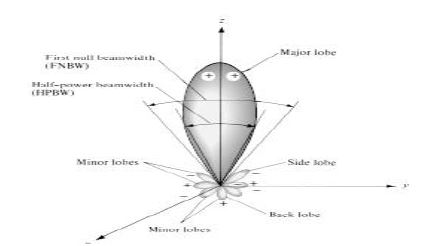 z
First null beamwidth
(FNBW)
Major lobe
+ +
Half-power beamwidth
(HPBW)
Minor lobes
Side lobe
Minor lobes
Back lobe
y